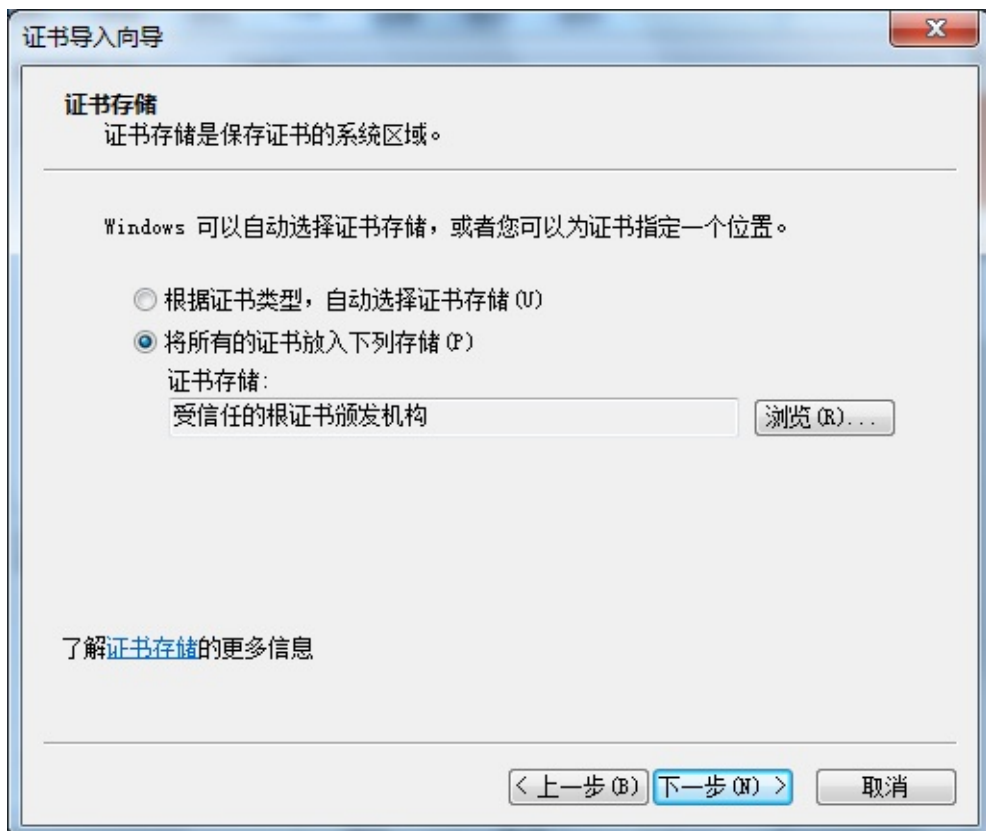 证书导入向导
证书存储
证书存储是保存证书的系统区域。
Windows 可以自动选择证书存储，或者您可以为证书指定一个位置。
根据证书类型，自动选择证书存储(U)
将所有的证书放入下列存储(P)
证书存储:
受信任的根证书颁发机构
浏览(R)...
了解证书存储的更多信息
< 上一步(B) 下一步(N) > 取消